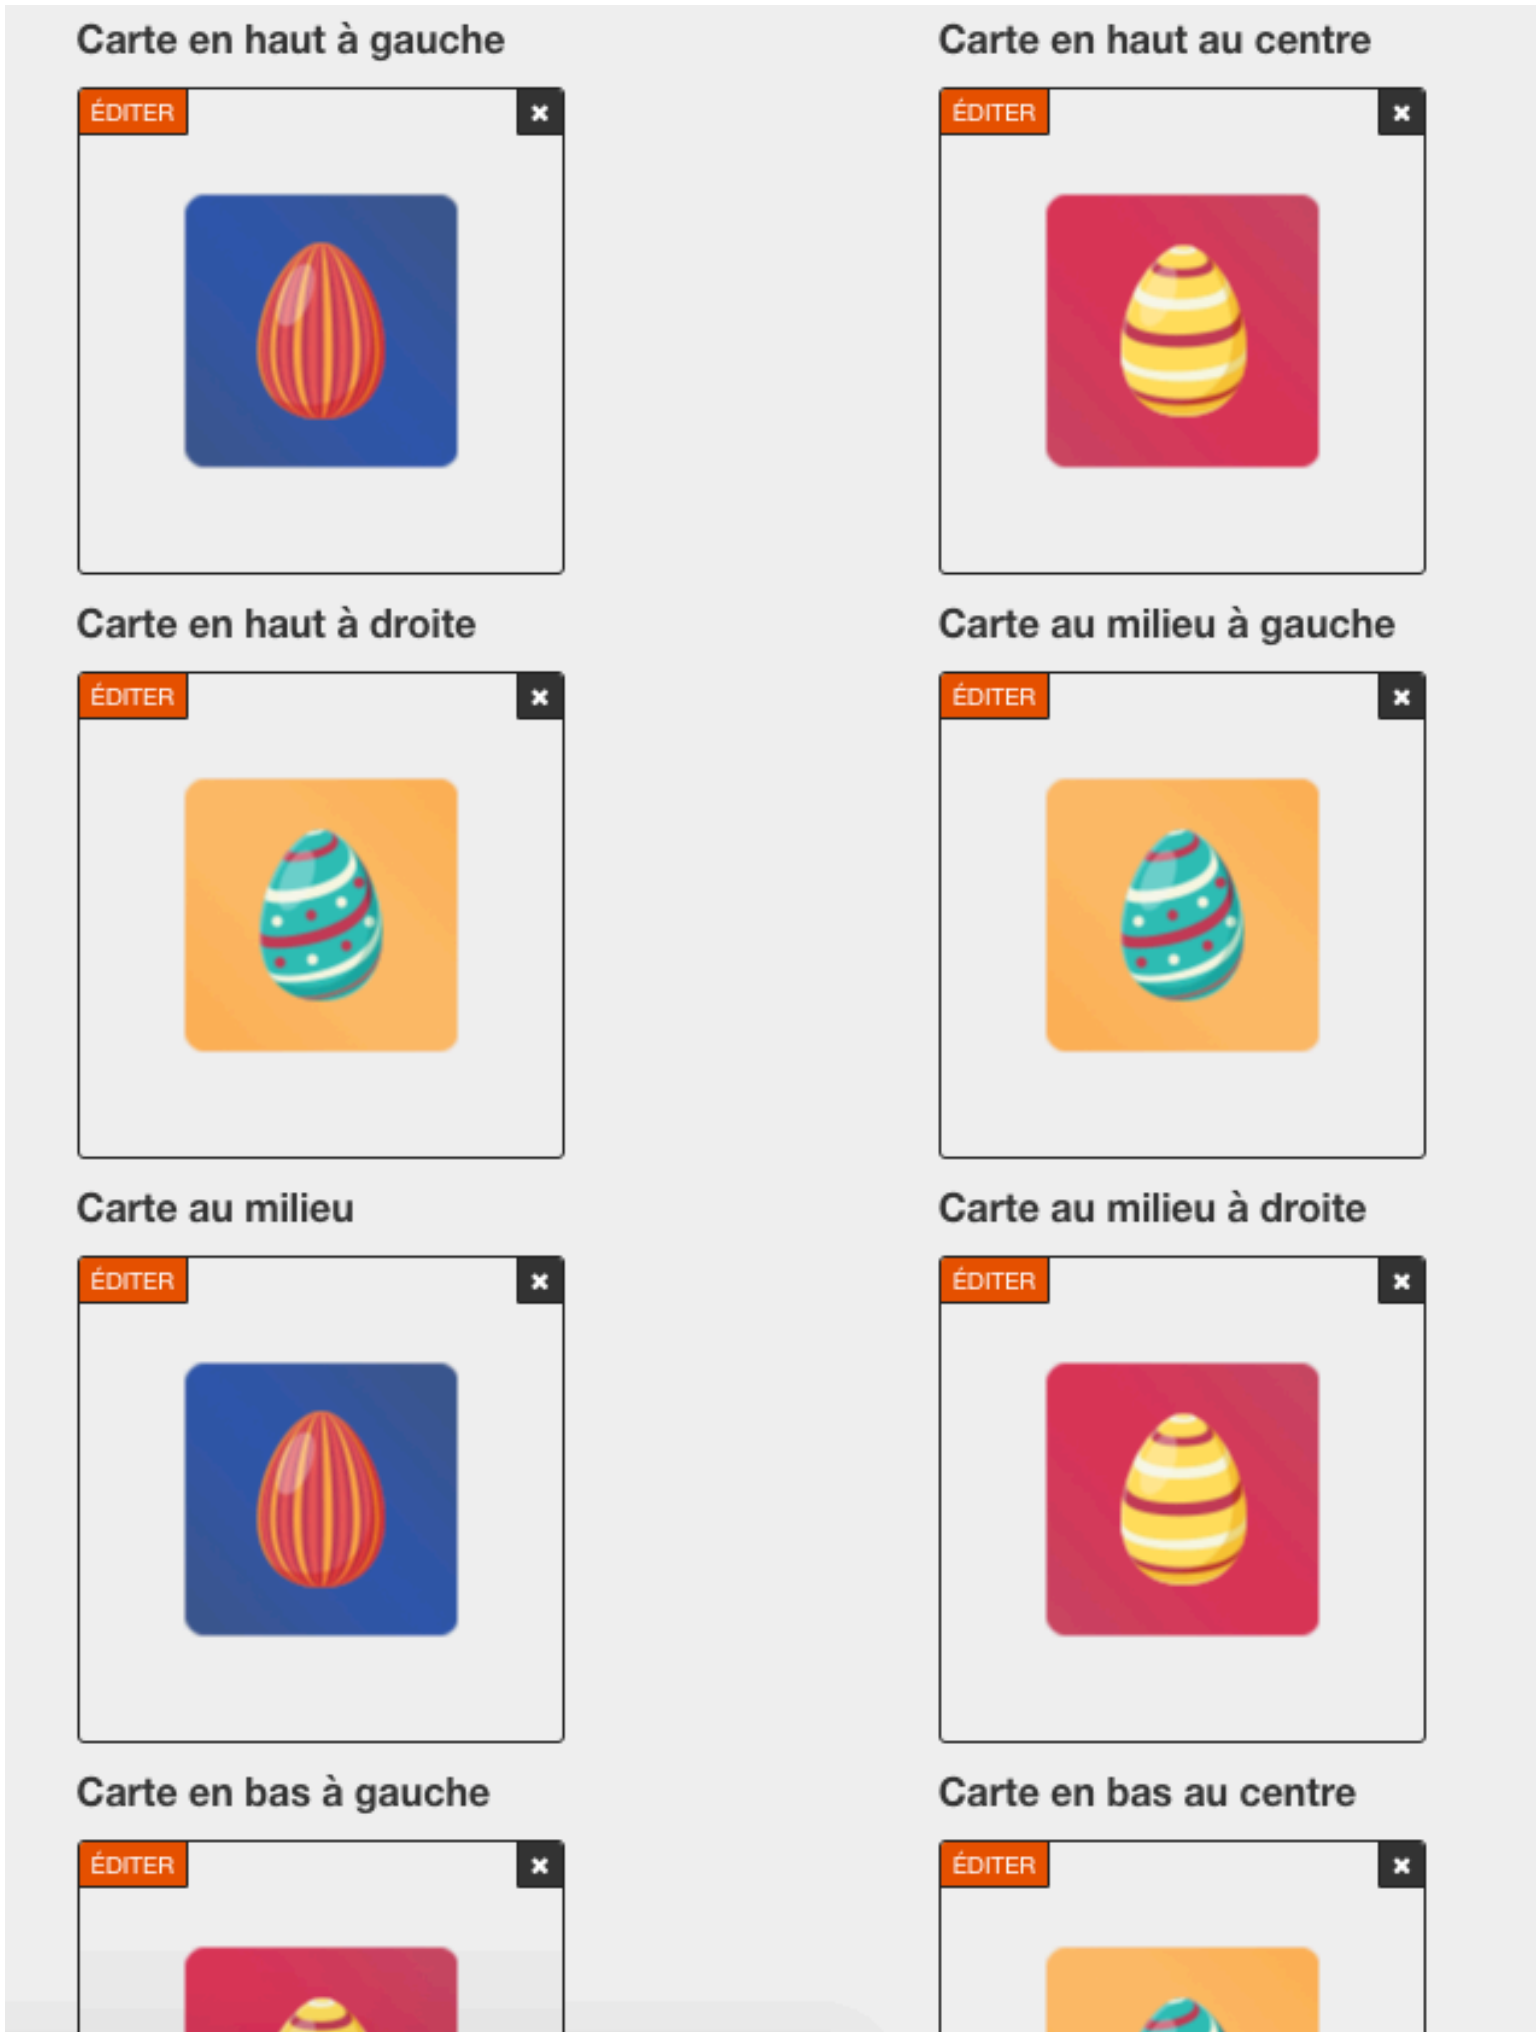 Carte en haut à gauche
Carte en haut au centre
ÉDITER
ÉDITER
Carte en haut à droite
Carte au milieu à gauche
ÉDITER
ÉDITER
Carte au milieu
Carte au milieu à droite
ÉDITER
ÉDITER
Carte en bas à gauche
Carte en bas au centre
ÉDITER
ÉDITER